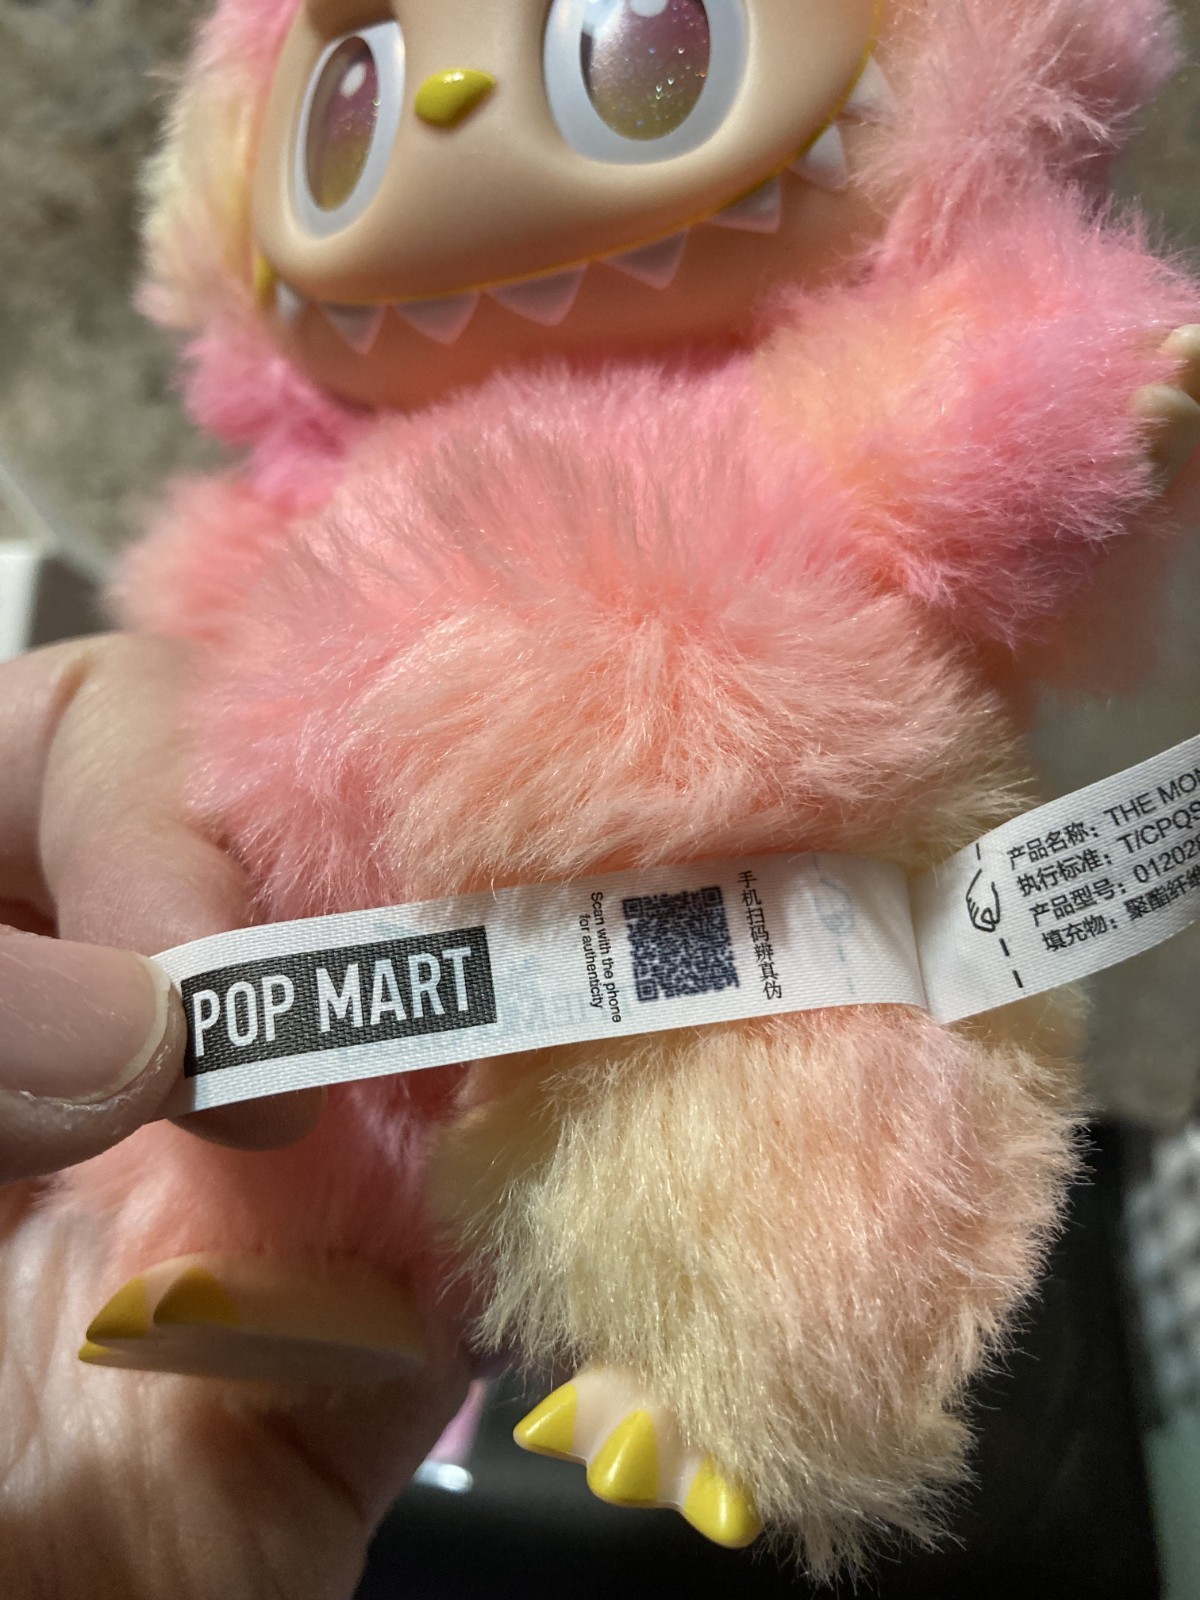 POP MART
Scan with the phone
for authenticity
手机扫码辨真伪
产品名称: THE MON
执行标准: T/CPQS
产品型号: 012028
填充物: 聚酯纤维